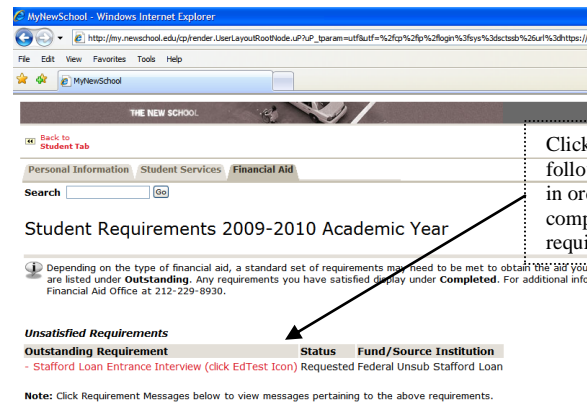 MyNewSchool - Windows Internet Explorer
http://my.newschool.edu/cp/render.UserLayoutRootNode.uP?uP_tparam=utf&utf=%2fcp%2fip%2flogin%3fsys%3dsctssb%26url%3dhttps:/
File Edit View Favorites Tools Help
MyNewSchool
THE NEW SCHOOL
Back to
Student Tab
Personal Information Student Services Financial Aid
Search Go
Student Requirements 2009-2010 Academic Year
Click
follo
in or
comp
requi
Depending on the type of financial aid, a standard set of requirements may need to be met to obtain the aid you
are listed under Outstanding. Any requirements you have satisfied display under Completed. For additional info
Financial Aid Office at 212-229-8930.
Unsatisfied Requirements
Outstanding Requirement Status Fund/Source Institution
- Stafford Loan Entrance Interview (click EdTest Icon) Requested Federal Unsub Stafford Loan
Note: Click Requirement Messages below to view messages pertaining to the above requirements.